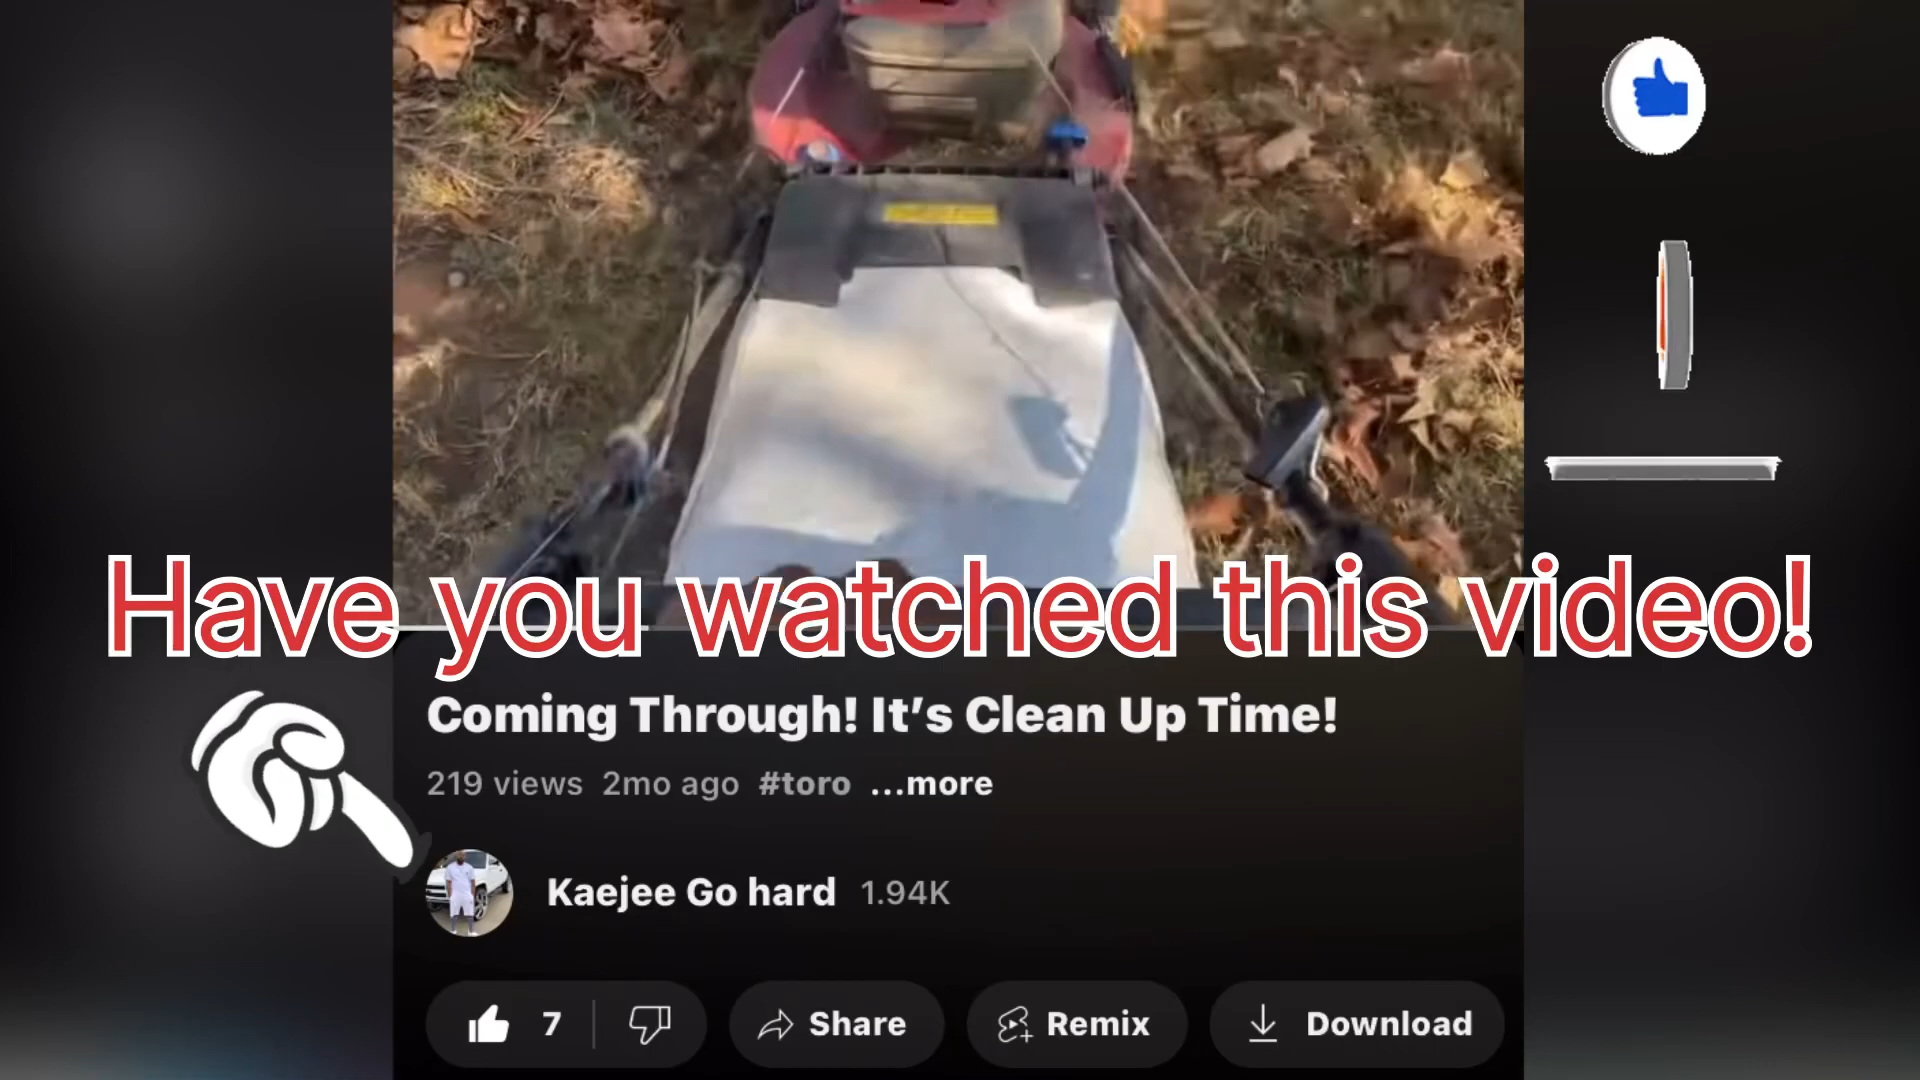 Have you watched this video!
Coming Through! It's Clean Up Time!
219 views 2mo ago #toro ...more
Kaejee Go hard 1.94K
7 Share Remix Download